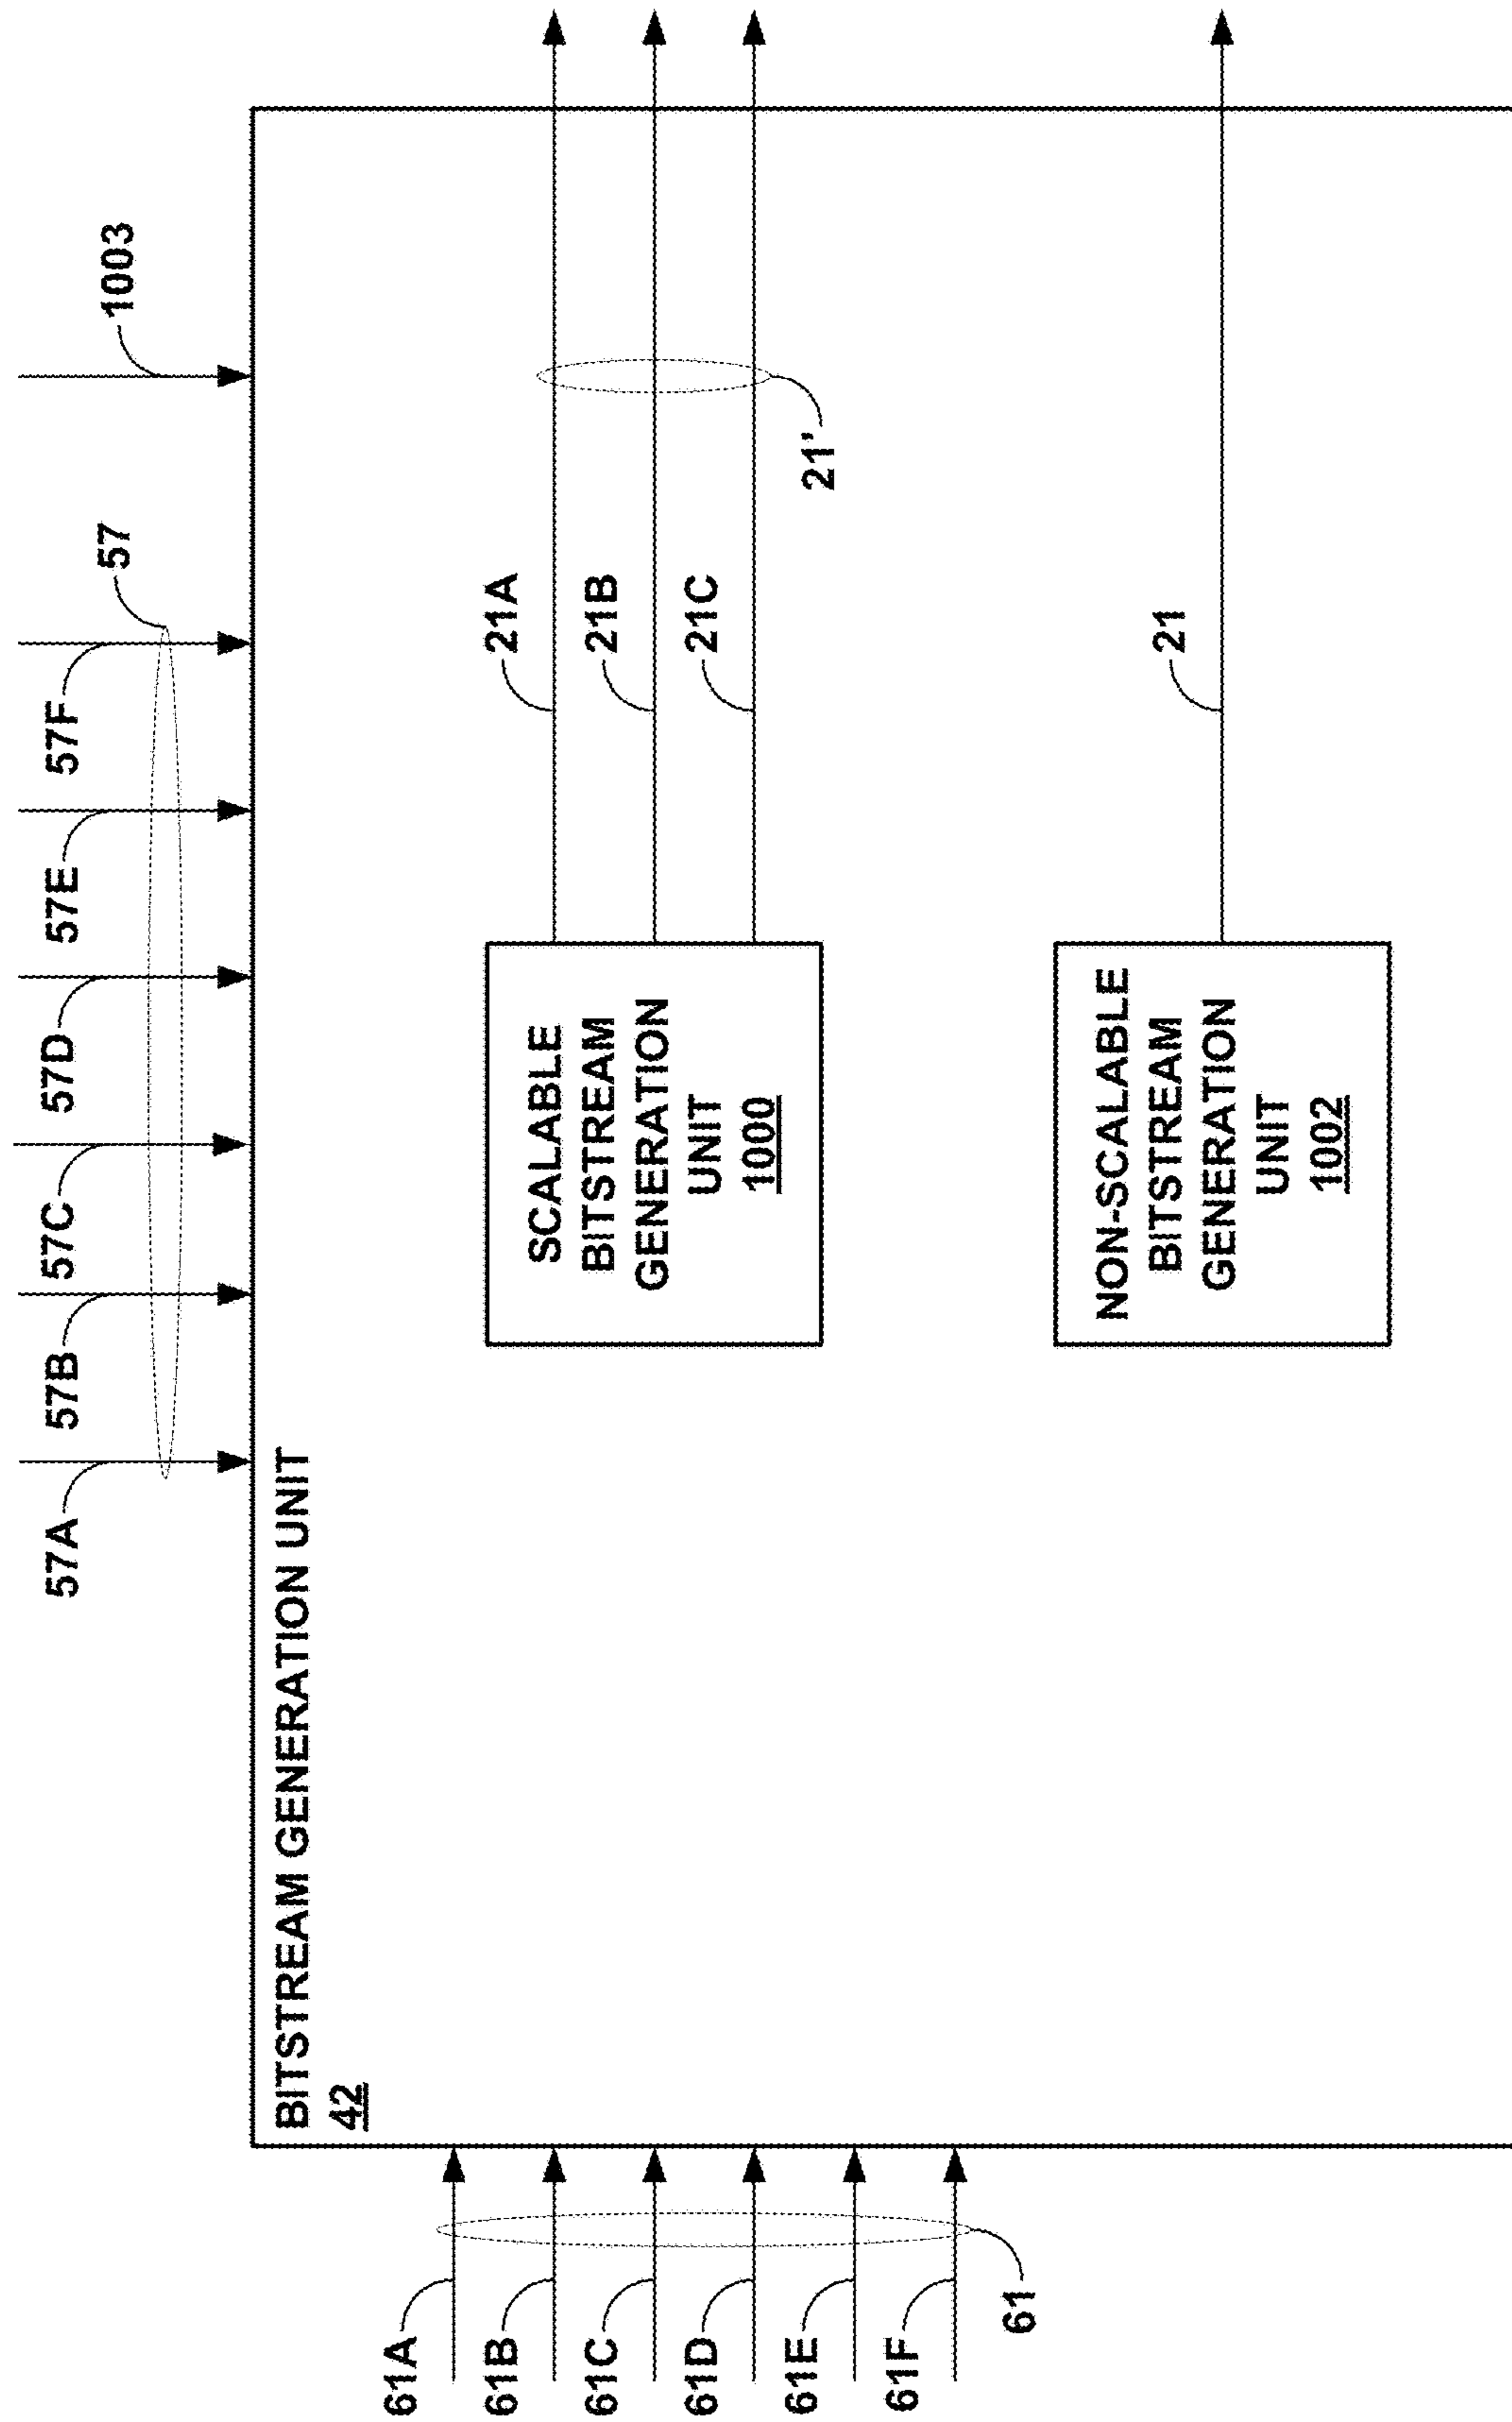 57A
57B
57C
57D
57E
57F
57
1003
BITSTREAM GENERATION UNIT
42
61A
61B
61C
61D
61E
61F
61
SCALABLE
BITSTREAM
GENERATION
UNIT
1000
21A
21B
21C
21'
NON-SCALABLE
BITSTREAM
GENERATION
UNIT
1002
21